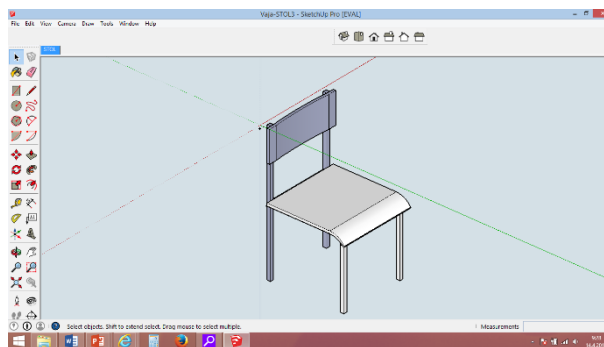 Vaja-STOL3 - SketchUp Pro [EVAL]
File Edit View Camera Draw Tools Window Help
Select objects. Shift to extend select. Drag mouse to select multiple.
Measurements